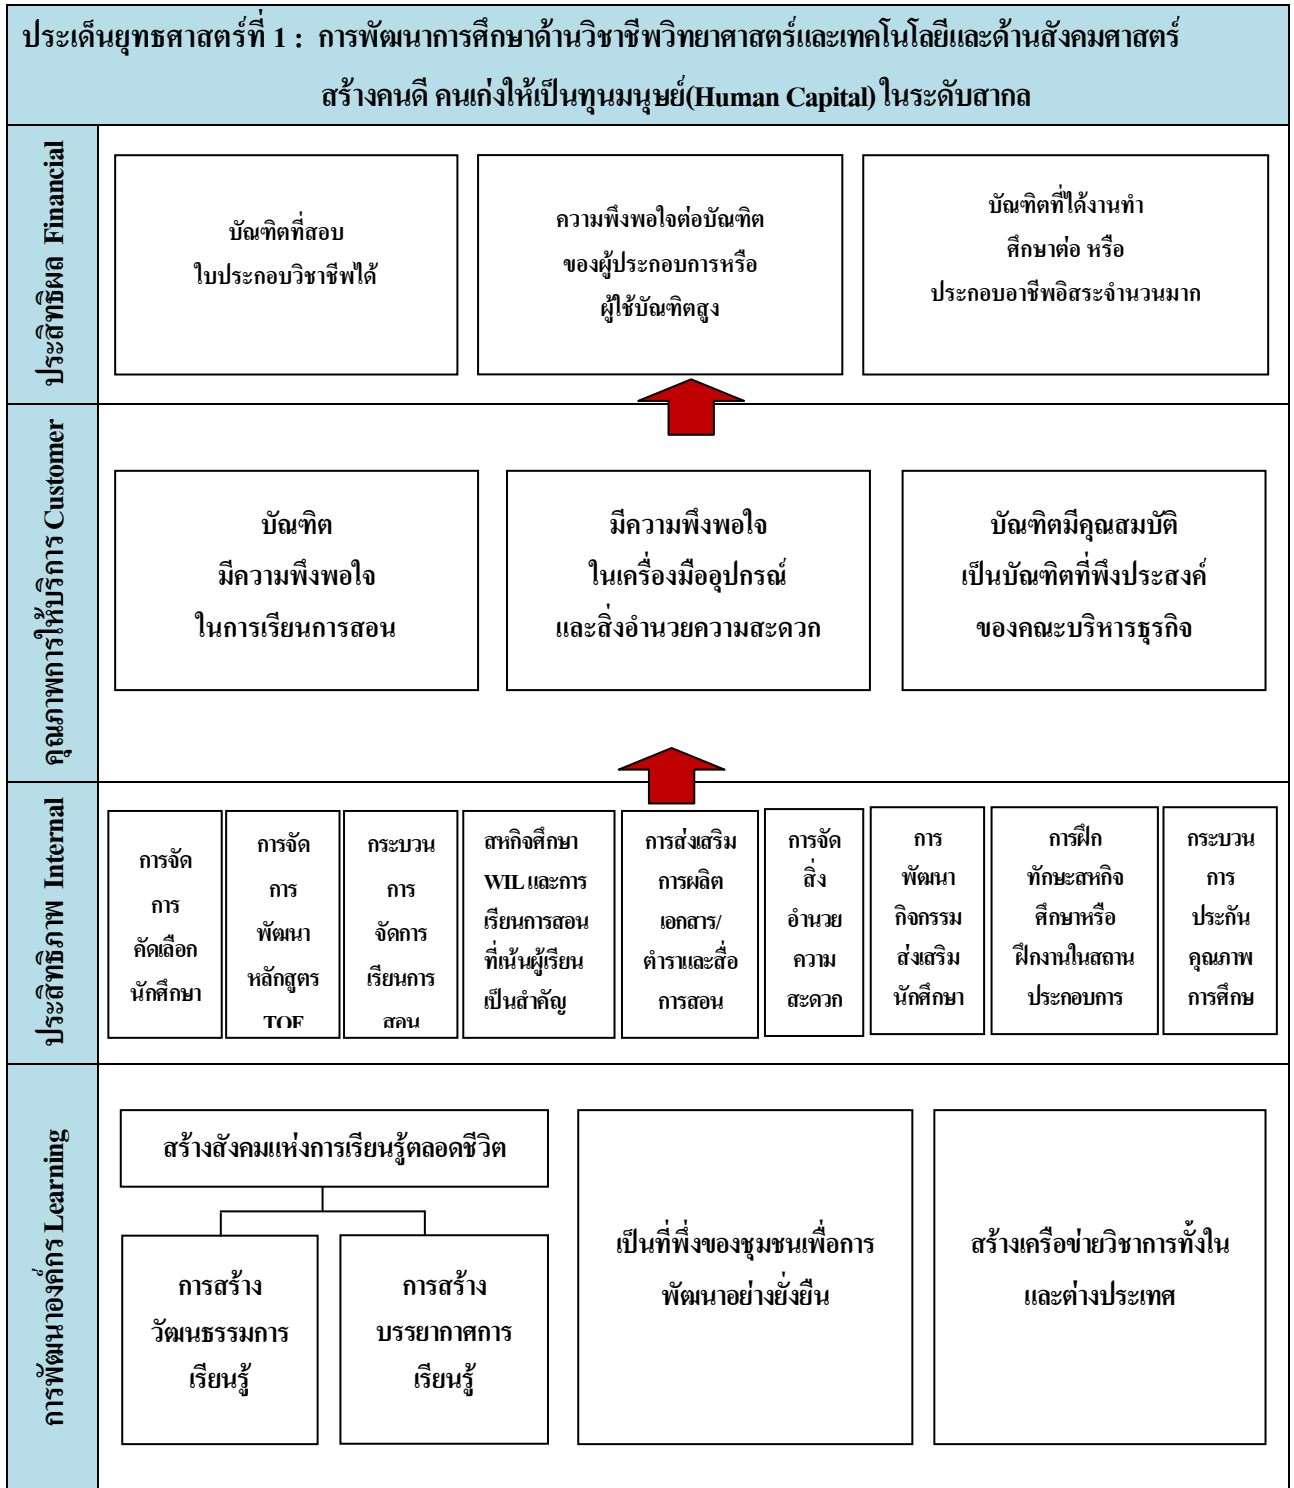 ประเด็นยุทธศาสตร์ที่ 1 : การพัฒนาการศึกษาด้านวิชาชีพวิทยาศาสตร์และเทคโนโลยีและด้านสังคมศาสตร์
สร้างคนดี คนเก่งให้เป็นทุนมนุษย์(Human Capital) ในระดับสากล
ประสิทธิผล Financial
บัณฑิตที่สอบ
ใบประกอบวิชาชีพได้
ความพึงพอใจต่อบัณฑิต
ของผู้ประกอบการหรือ
ผู้ใช้บัณฑิตสูง
บัณฑิตที่ได้งานทำ
ศึกษาต่อ หรือ
ประกอบอาชีพอิสระจำนวนมาก
คุณภาพการให้บริการ Customer
บัณฑิต
มีความพึงพอใจ
ในการเรียนการสอน
มีความพึงพอใจ
ในเครื่องมืออุปกรณ์
และสิ่งอำนวยความสะดวก
บัณฑิตมีคุณสมบัติ
เป็นบัณฑิตที่พึงประสงค์
ของคณะบริหารธุรกิจ
ประสิทธิภาพ Internal
การจัด
การ
คัดเลือก
นักศึกษา
การจัด
การ
พัฒนา
หลักสูตร
TQF
กระบวน
การ
จัดการ
เรียนการ
สอน
สหกิจศึกษา
WIL และการ
เรียนการสอน
ที่เน้นผู้เรียน
เป็นสำคัญ
การส่งเสริม
การผลิต
เอกสาร/
ตำราและสื่อ
การสอน
การจัด
สิ่ง
อำนวย
ความ
สะดวก
การ
พัฒนา
กิจกรรม
ส่งเสริม
นักศึกษา
การฝึก
ทักษะสหกิจ
ศึกษาหรือ
ฝึกงานในสถาน
ประกอบการ
กระบวน
การ
ประกัน
คุณภาพ
การศึกษ
การพัฒนาองค์กร Learning
สร้างสังคมแห่งการเรียนรู้ตลอดชีวิต
การสร้าง
วัฒนธรรมการ
เรียนรู้
การสร้าง
บรรยากาศการ
เรียนรู้
เป็นที่พึ่งของชุมชนเพื่อการ
พัฒนาอย่างยั่งยืน
สร้างเครือข่ายวิชาการทั้งใน
และต่างประเทศ